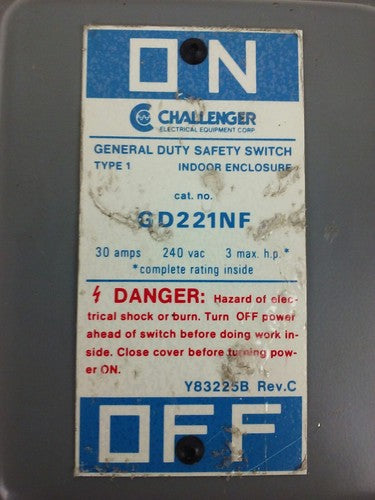 ON
CHALLENGER
ELECTRICAL EQUIPMENT CORP.
GENERAL DUTY SAFETY SWITCH
TYPE 1 INDOOR ENCLOSURE
cat. no.
GD221NF
30 amps 240 vac 3 max. h.p.*
*complete rating inside
DANGER: Hazard of elec-
trical shock or burn. Turn OFF power
ahead of switch before doing work in-
side. Close cover before turning pow-
er ON.
Y83225B Rev.C
OFF